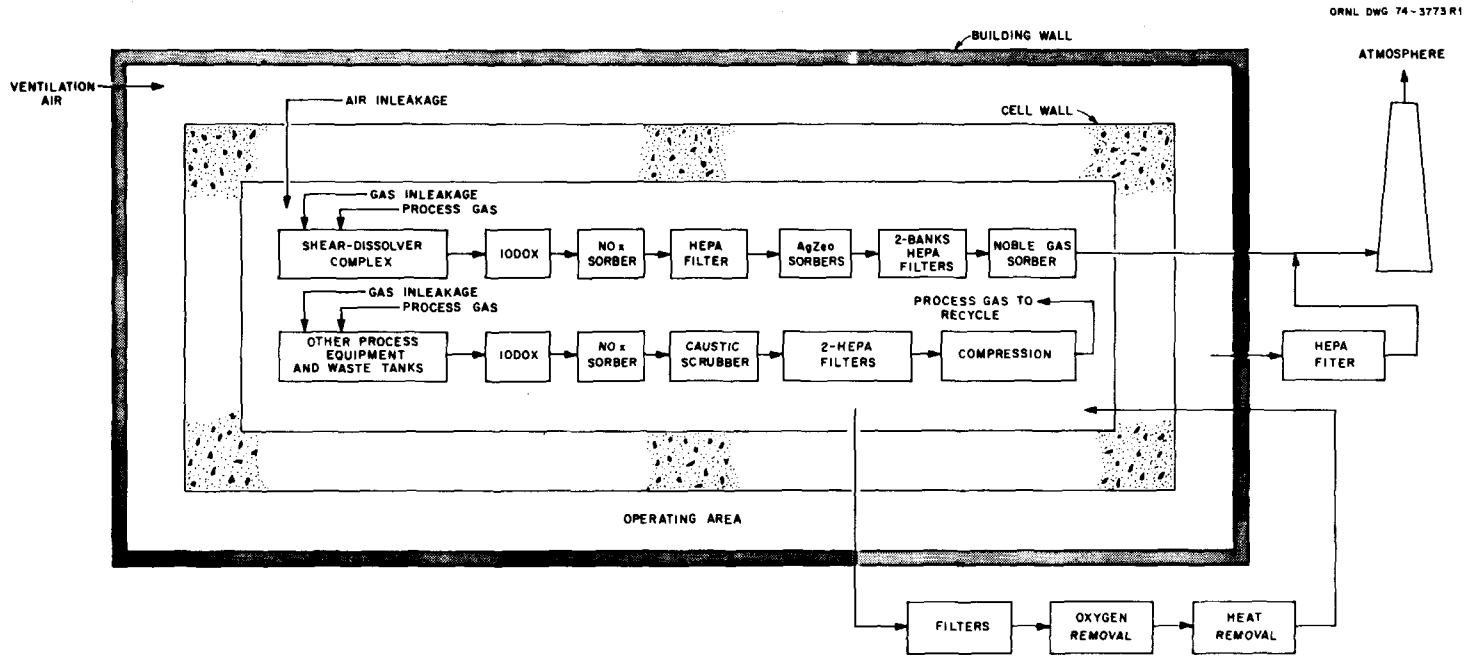 ORNL DWG 74-3773 R1
BUILDING WALL
ATMOSPHERE
VENTILATION
AIR
AIR INLEAKAGE
CELL WALL
GAS INLEAKAGE
PROCESS GAS
SHEAR-DISSOLVER
COMPLEX
IODOX
NOx
SORBER
HEPA
FILTER
AgZeo
SORBERS
2-BANKS
HEPA
FILTERS
NOBLE GAS
SORBER
GAS INLEAKAGE
PROCESS GAS
PROCESS GAS TO
RECYCLE
OTHER PROCESS
EQUIPMENT
AND WASTE TANKS
IODOX
NOx
SORBER
CAUSTIC
SCRUBBER
2-HEPA
FILTERS
COMPRESSION
HEPA
FITER
OPERATING AREA
FILTERS
OXYGEN
REMOVAL
HEAT
REMOVAL